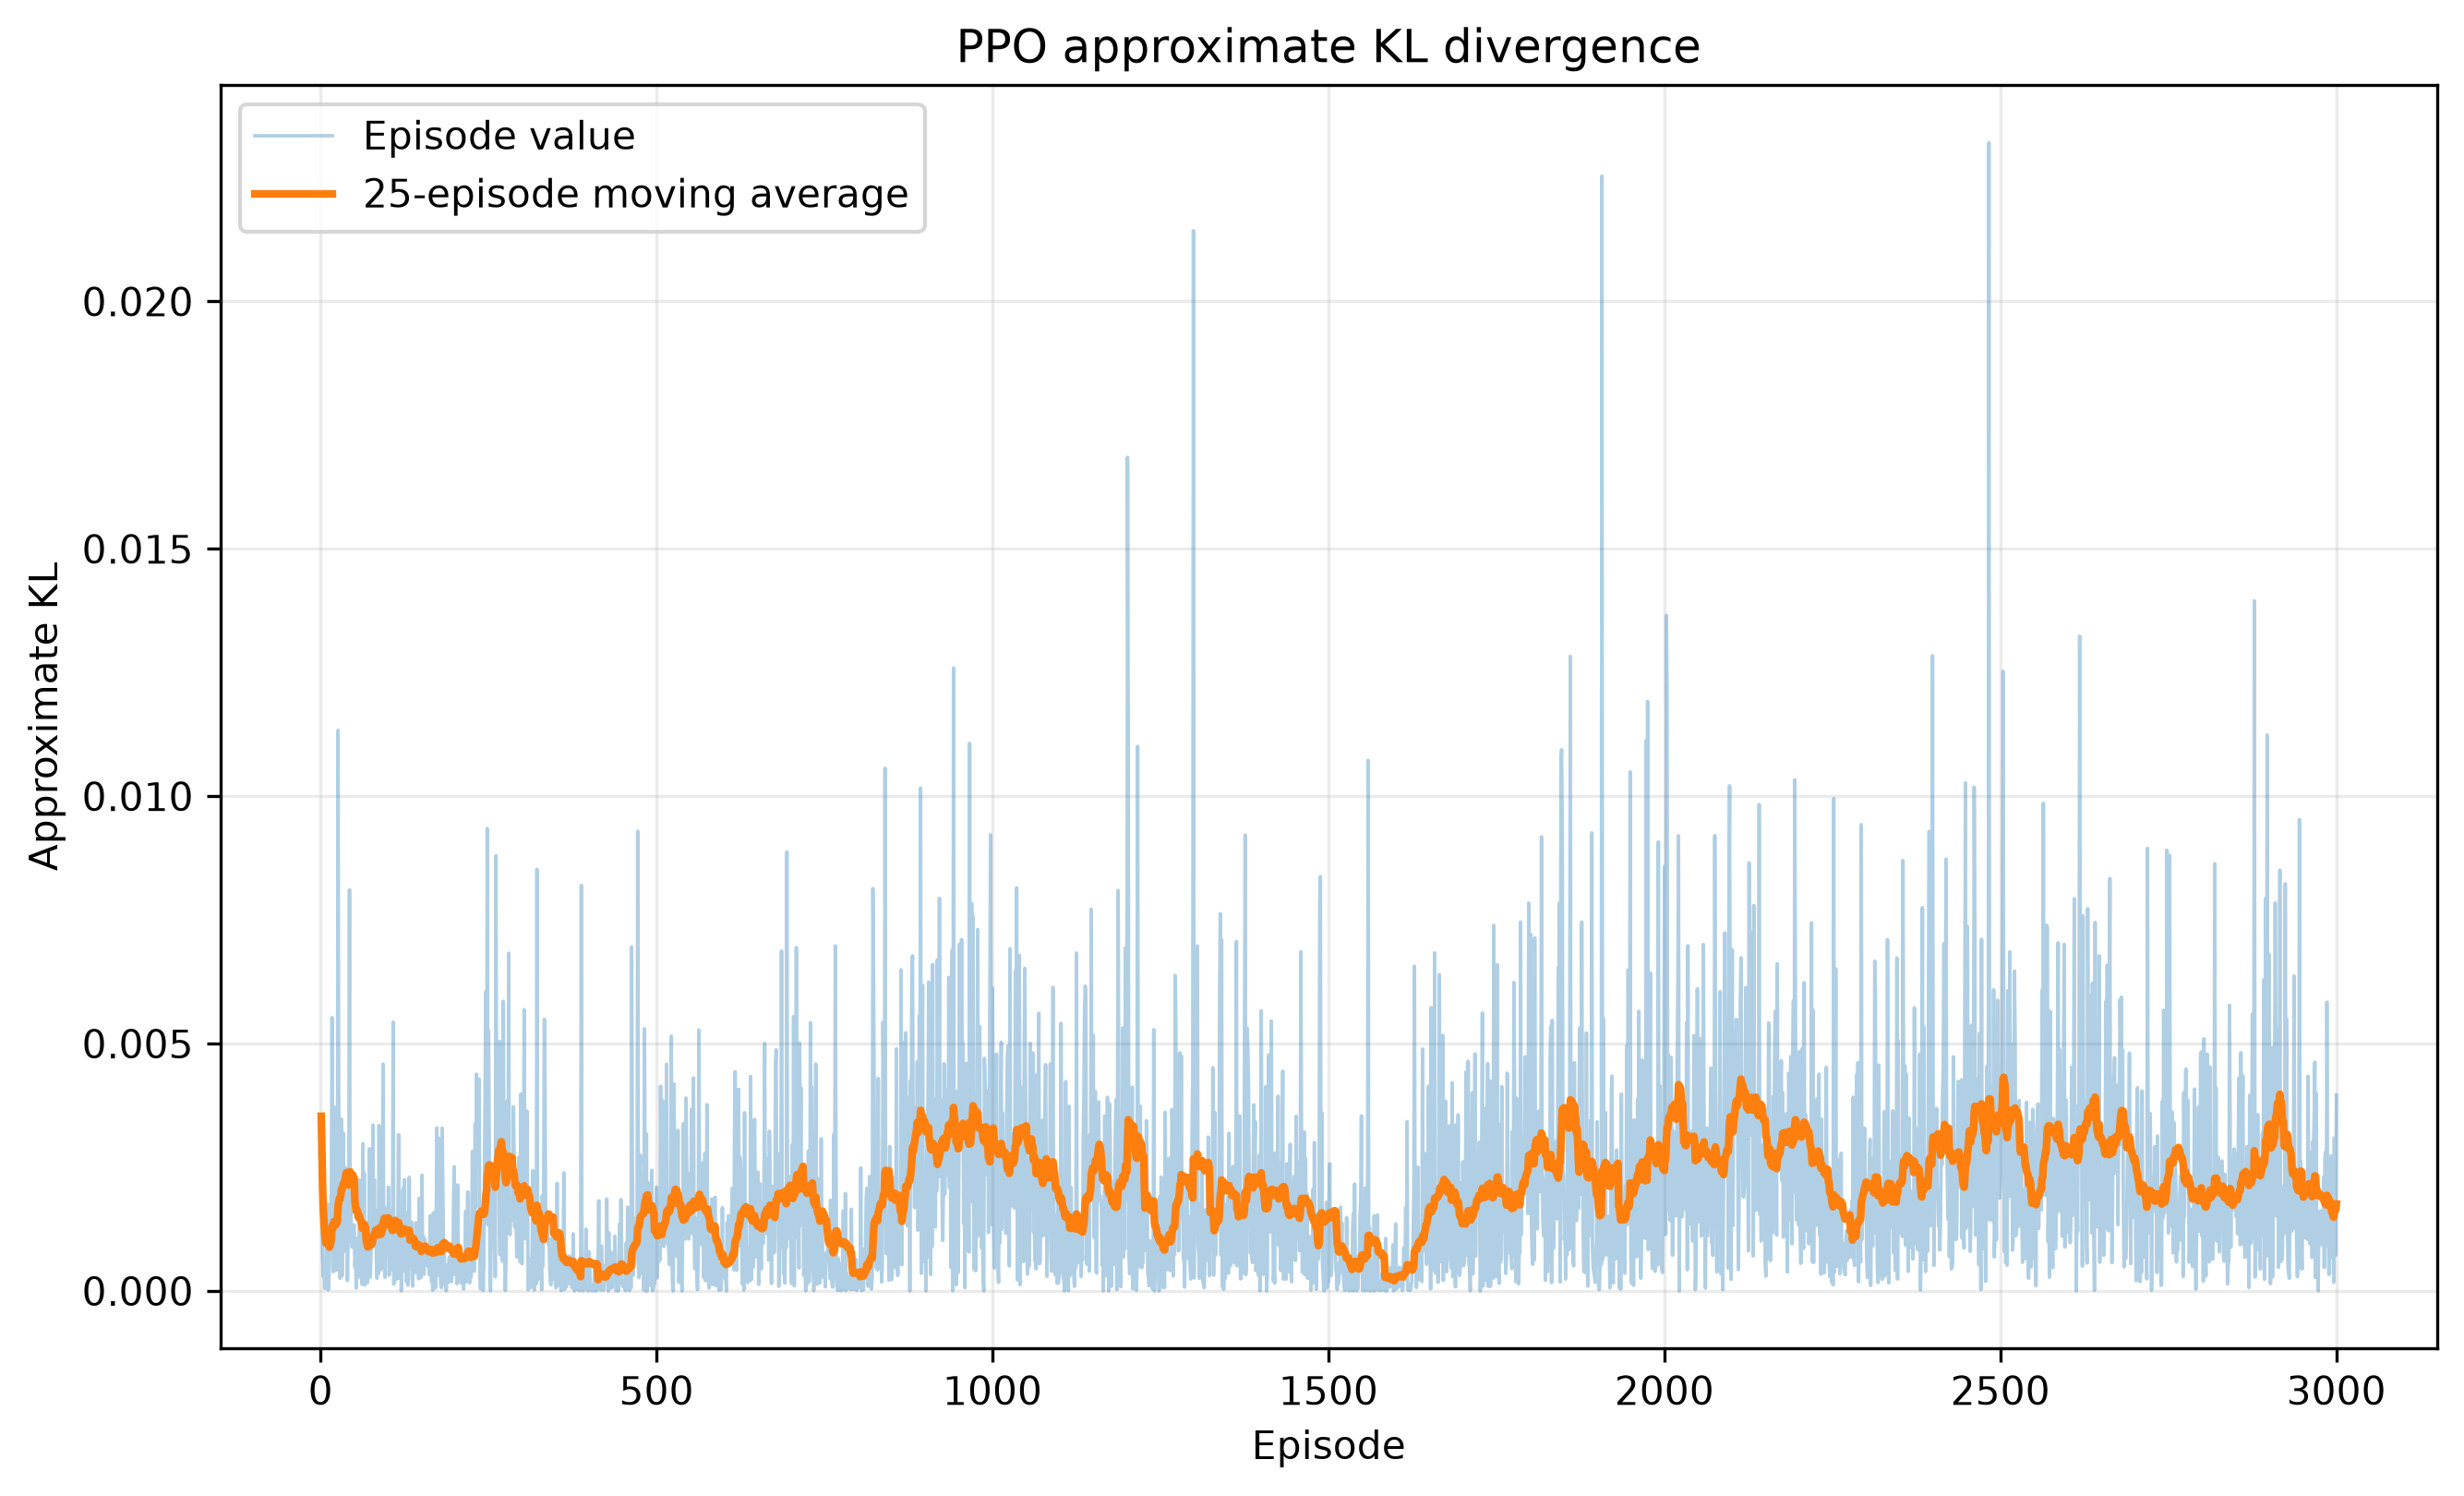 PPO approximate KL divergence
Episode value
25-episode moving average
0.020
0.015
0.010
0.005
0.000
Approximate KL
0 500 1000 1500 2000 2500 3000
Episode